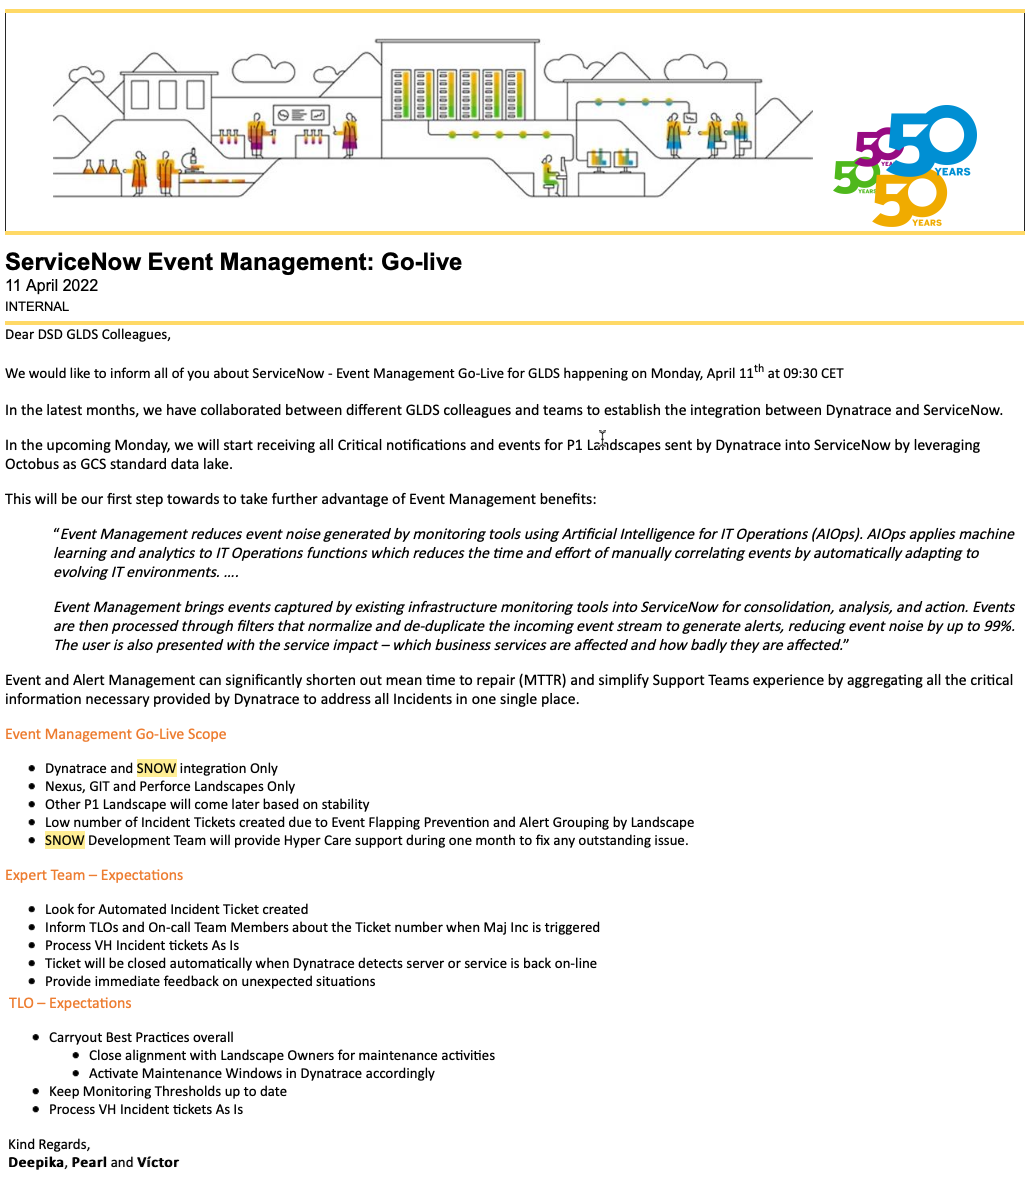 50
YEARS
50
YEARS
50
YEARS
50
YEARS
ServiceNow Event Management: Go-live
11 April 2022
INTERNAL
Dear DSD GLDS Colleagues,
We would like to inform all of you about ServiceNow - Event Management Go-Live for GLDS happening on Monday, April 11th at 09:30 CET
In the latest months, we have collaborated between different GLDS colleagues and teams to establish the integration between Dynatrace and ServiceNow.
In the upcoming Monday, we will start receiving all Critical notifications and events for P1 Landscapes sent by Dynatrace into ServiceNow by leveraging
Octobus as GCS standard data lake.
This will be our first step towards to take further advantage of Event Management benefits:
“Event Management reduces event noise generated by monitoring tools using Artificial Intelligence for IT Operations (AIOps). AIOps applies machine
learning and analytics to IT Operations functions which reduces the time and effort of manually correlating events by automatically adapting to
evolving IT environments. ....
Event Management brings events captured by existing infrastructure monitoring tools into ServiceNow for consolidation, analysis, and action. Events
are then processed through filters that normalize and de-duplicate the incoming event stream to generate alerts, reducing event noise by up to 99%.
The user is also presented with the service impact – which business services are affected and how badly they are affected.”
Event and Alert Management can significantly shorten out mean time to repair (MTTR) and simplify Support Teams experience by aggregating all the critical
information necessary provided by Dynatrace to address all Incidents in one single place.
Event Management Go-Live Scope
• Dynatrace and SNOW integration Only
• Nexus, GIT and Perforce Landscapes Only
• Other P1 Landscape will come later based on stability
• Low number of Incident Tickets created due to Event Flapping Prevention and Alert Grouping by Landscape
• SNOW Development Team will provide Hyper Care support during one month to fix any outstanding issue.
Expert Team – Expectations
• Look for Automated Incident Ticket created
• Inform TLOs and On-call Team Members about the Ticket number when Maj Inc is triggered
• Process VH Incident tickets As Is
• Ticket will be closed automatically when Dynatrace detects server or service is back on-line
• Provide immediate feedback on unexpected situations
TLO – Expectations
• Carryout Best Practices overall
• Close alignment with Landscape Owners for maintenance activities
• Activate Maintenance Windows in Dynatrace accordingly
• Keep Monitoring Thresholds up to date
• Process VH Incident tickets As Is
Kind Regards,
Deepika, Pearl and Víctor